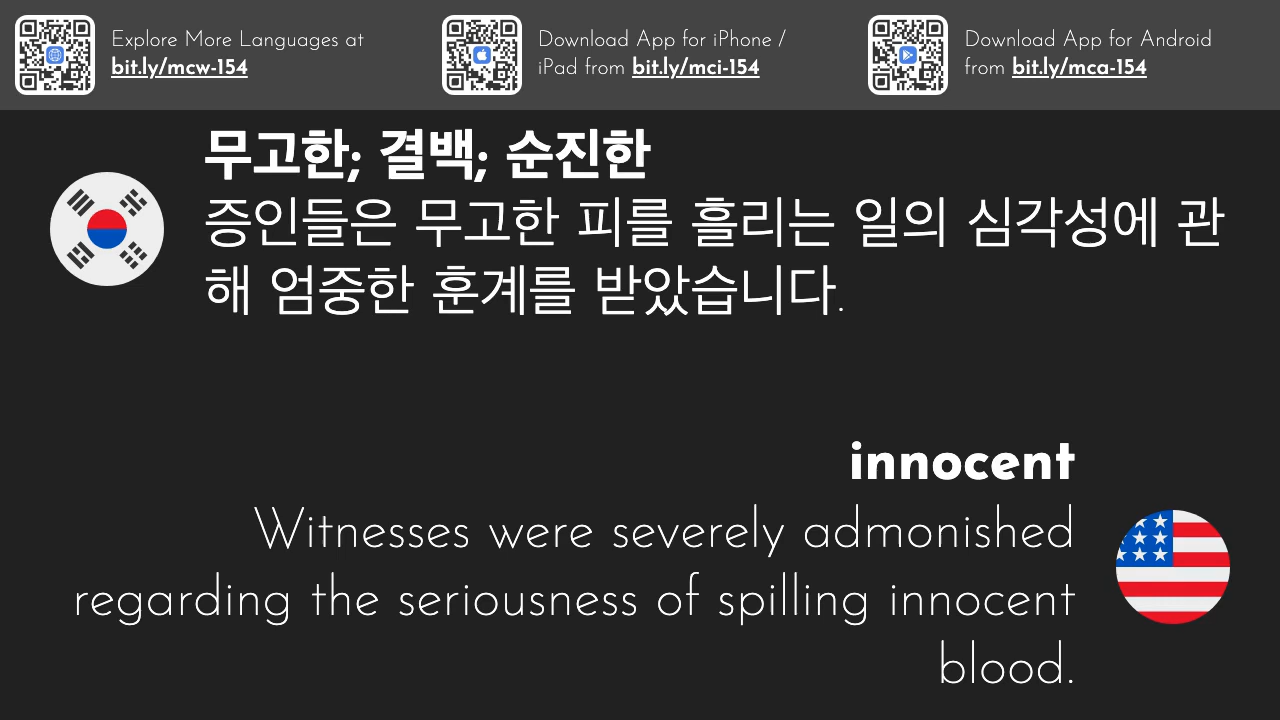 Explore More Languages at
bit.ly/mcw-154
Download App for iPhone /
iPad from bit.ly/mci-154
Download App for Android
from bit.ly/mca-154
무고한; 결백; 순진한
증인들은 무고한 피를 흘리는 일의 심각성에 관
해 엄중한 훈계를 받았습니다.
innocent
Witnesses were severely admonished
regarding the seriousness of spilling innocent
blood.